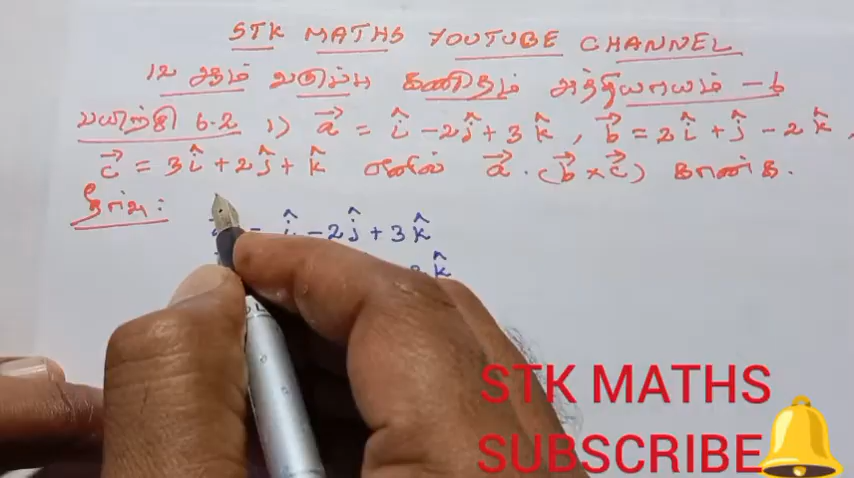 STK MATHS YOUTUBE CHANNEL
12 ஆம் வகுப்பு கணிதம் அத்தியாயம் - 6
பயிற்சி 6.2 1) a⃗ = î - 2ĵ + 3k̂, b⃗ = 2î + ĵ - 2k̂,
c⃗ = 3î + 2ĵ + k̂ எனில் a⃗ · (b⃗ × c⃗) காண்க.
தீர்வு:
= î - 2ĵ + 3k̂
k̂
STK MATHS
SUBSCRIBE